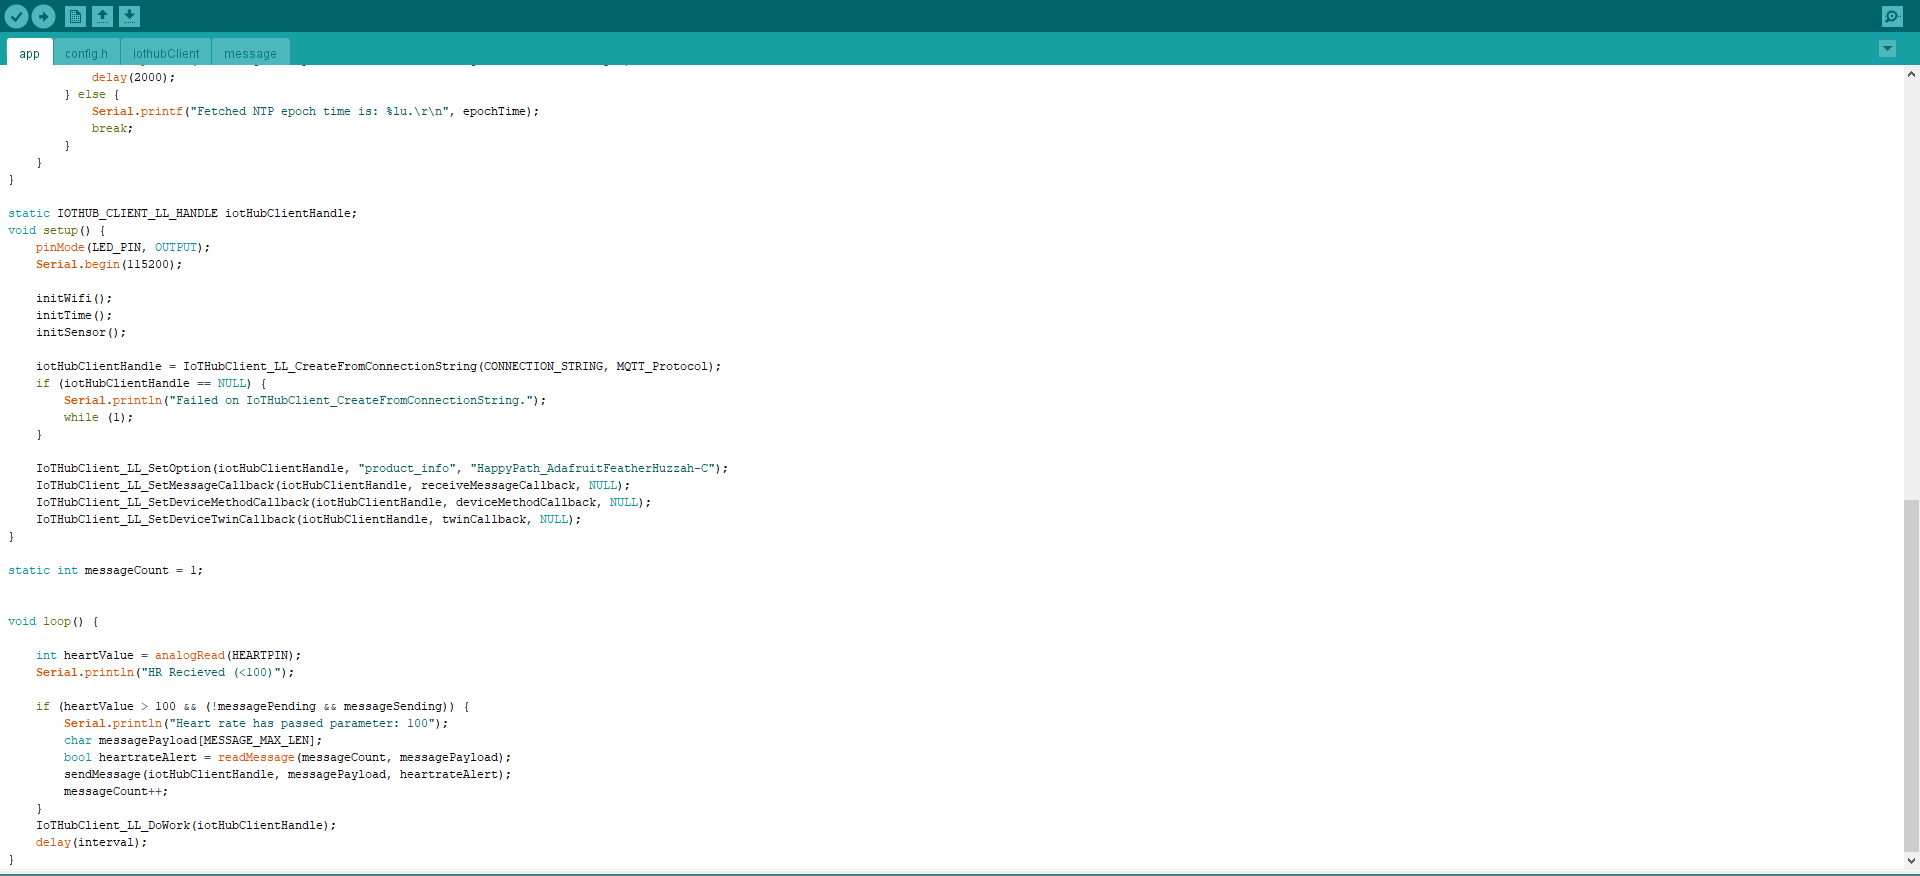 app config.h iothubClient message
            delay(2000);
        } else {
            Serial.printf("Fetched NTP epoch time is: %lu.\r\n", epochTime);
            break;
        }
    }
}
static IOTHUB_CLIENT_LL_HANDLE iotHubClientHandle;
void setup() {
    pinMode(LED_PIN, OUTPUT);
    Serial.begin(115200);
    initWifi();
    initTime();
    initSensor();
    iotHubClientHandle = IoTHubClient_LL_CreateFromConnectionString(CONNECTION_STRING, MQTT_Protocol);
    if (iotHubClientHandle == NULL) {
        Serial.println("Failed on IoTHubClient_CreateFromConnectionString.");
        while (1);
    }
    IoTHubClient_LL_SetOption(iotHubClientHandle, "product_info", "HappyPath_AdafruitFeatherHuzzah-C");
    IoTHubClient_LL_SetMessageCallback(iotHubClientHandle, receiveMessageCallback, NULL);
    IoTHubClient_LL_SetDeviceMethodCallback(iotHubClientHandle, deviceMethodCallback, NULL);
    IoTHubClient_LL_SetDeviceTwinCallback(iotHubClientHandle, twinCallback, NULL);
}
static int messageCount = 1;
void loop() {
    int heartValue = analogRead(HEARTPIN);
    Serial.println("HR Recieved (<100)");
    if (heartValue > 100 && (!messagePending && messageSending)) {
        Serial.println("Heart rate has passed parameter: 100");
        char messagePayload[MESSAGE_MAX_LEN];
        bool heartrateAlert = readMessage(messageCount, messagePayload);
        sendMessage(iotHubClientHandle, messagePayload, heartrateAlert);
        messageCount++;
    }
    IoTHubClient_LL_DoWork(iotHubClientHandle);
    delay(interval);
}